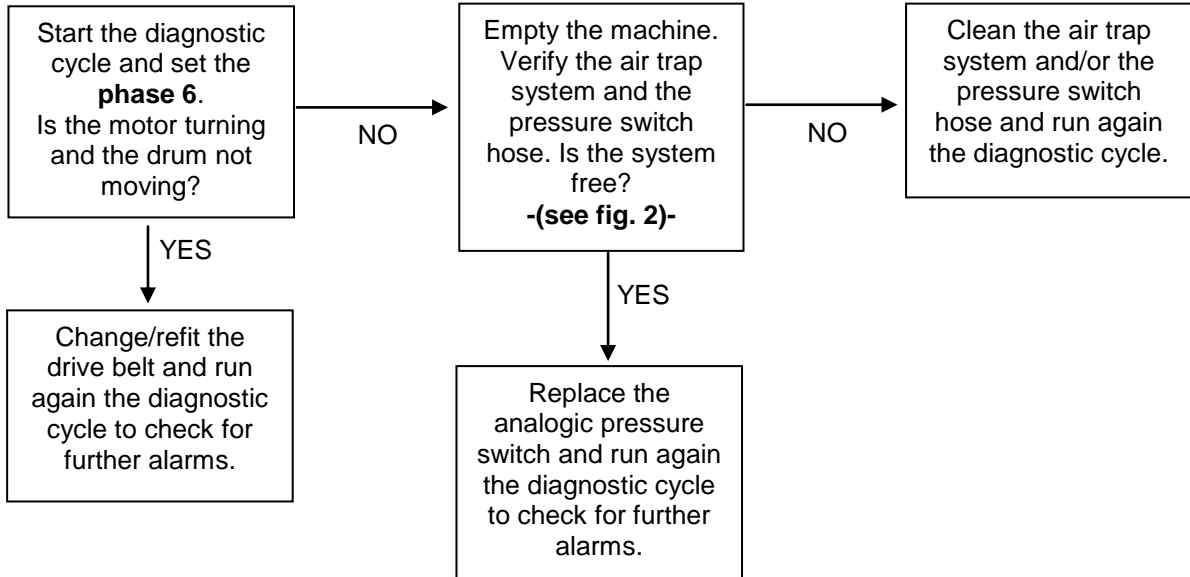 Start the diagnostic
cycle and set the
phase 6.
Is the motor turning
and the drum not
moving?
NO
Empty the machine.
Verify the air trap
system and the
pressure switch
hose. Is the system
free?
-(see fig. 2)-
NO
Clean the air trap
system and/or the
pressure switch
hose and run again
the diagnostic cycle.
YES
Change/refit the
drive belt and run
again the diagnostic
cycle to check for
further alarms.
YES
Replace the
analogic pressure
switch and run again
the diagnostic cycle
to check for further
alarms.